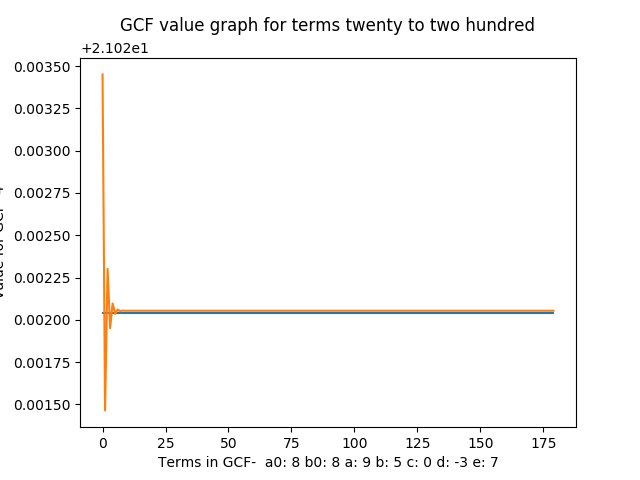 GCF value graph for terms twenty to two hundred
+2.102e1
0.00350
0.00325
0.00300
0.00275
0.00250
0.00225
0.00200
0.00175
0.00150
0 25 50 75 100 125 150 175
Terms in GCF- a0: 8 b0: 8 a: 9 b: 5 c: 0 d: -3 e: 7